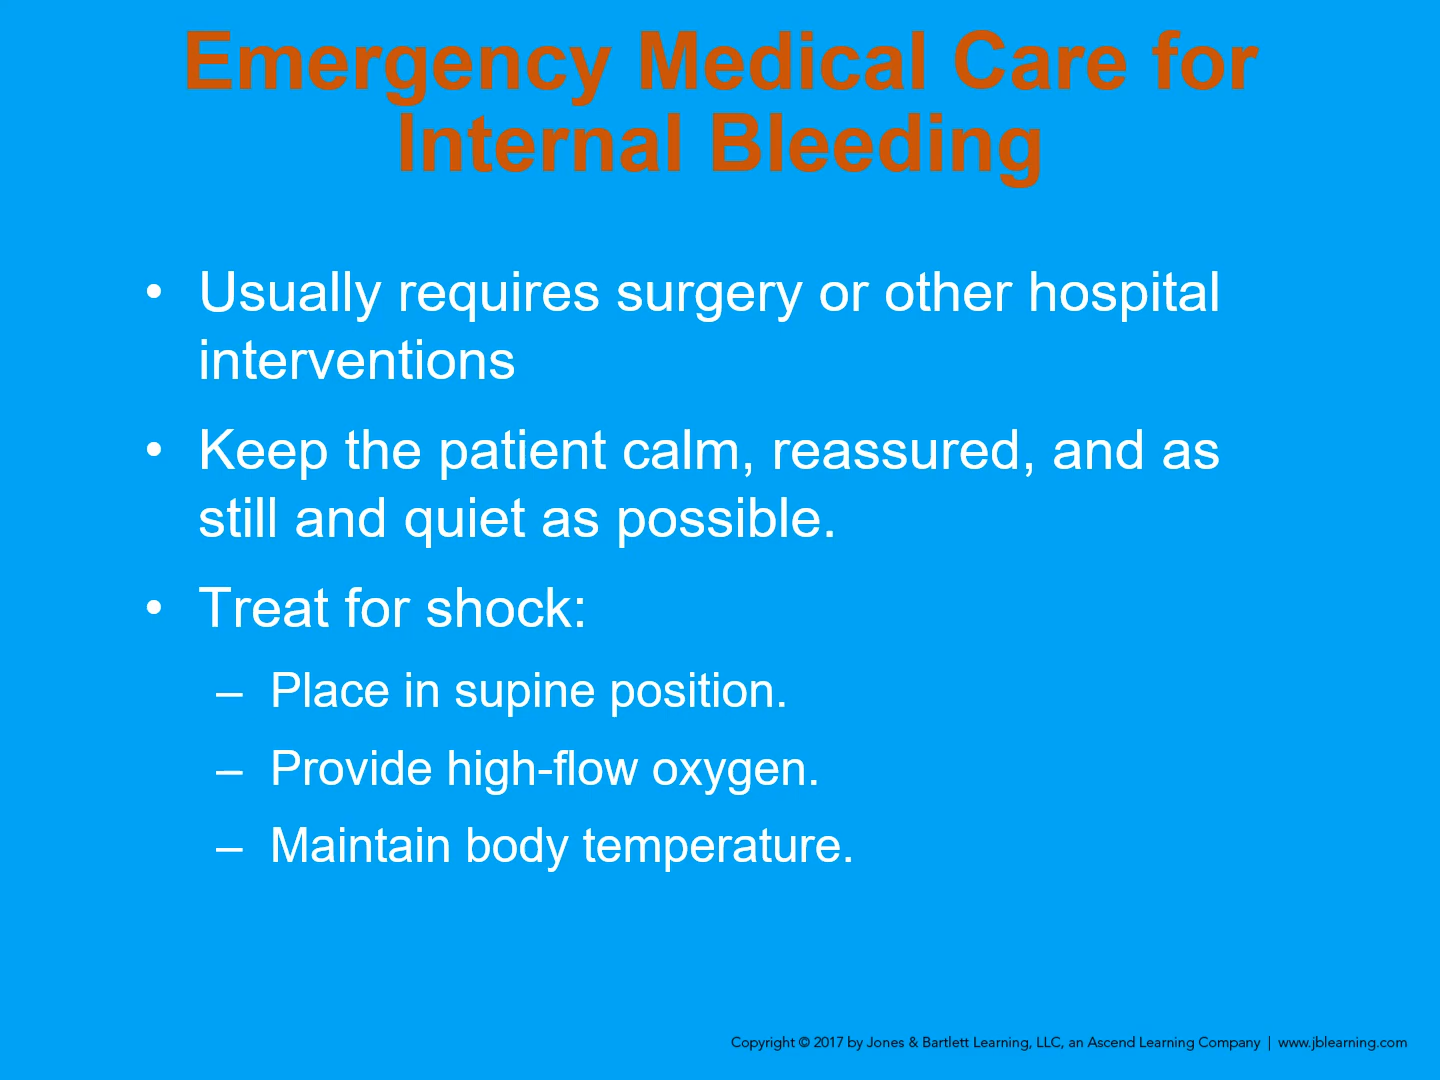 Emergency Medical Care for
Internal Bleeding
• Usually requires surgery or other hospital
interventions
• Keep the patient calm, reassured, and as
still and quiet as possible.
• Treat for shock:
– Place in supine position.
– Provide high-flow oxygen.
– Maintain body temperature.
Copyright © 2017 by Jones & Bartlett Learning, LLC, an Ascend Learning Company | www.jblearning.com